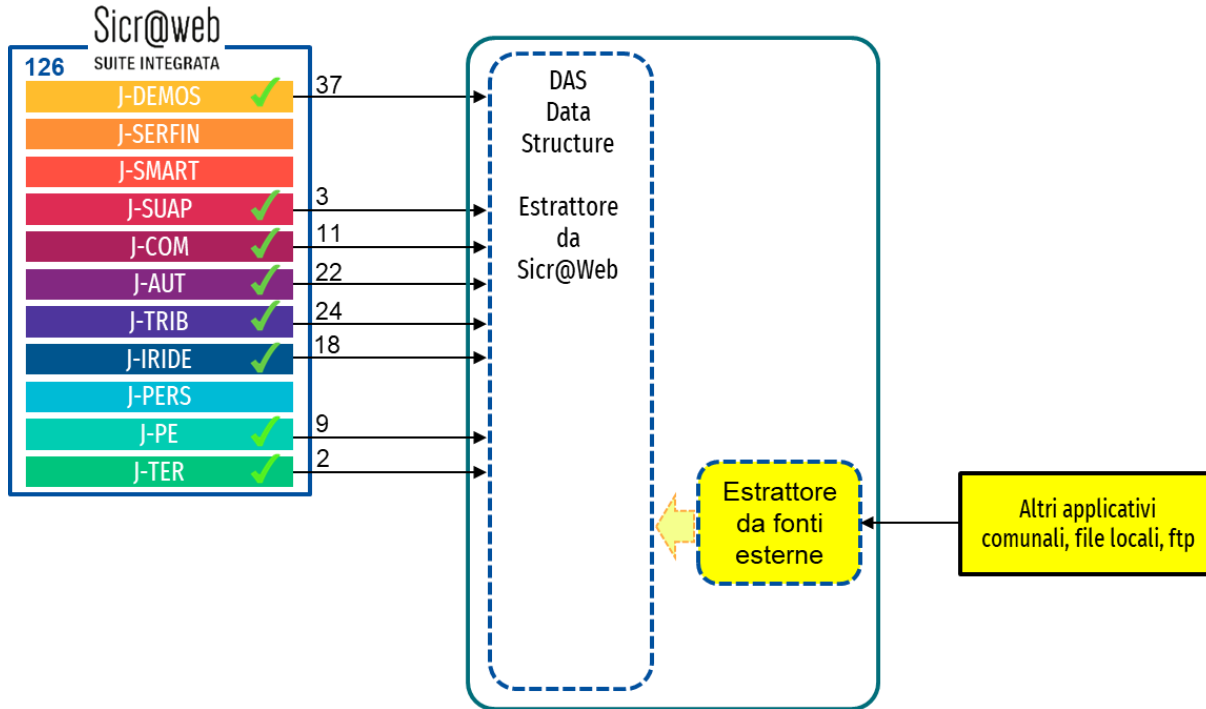 Sicr@web
SUITE INTEGRATA
126
J-DEMOS
37
J-SERFIN
J-SMART
J-SUAP
3
J-COM
11
J-AUT
22
J-TRIB
24
J-IRIDE
18
J-PERS
J-PE
9
J-TER
2
DAS
Data
Structure
Estrattore
da
Sicr@Web
Estrattore
da fonti
esterne
Altri applicativi
comunali, file locali, ftp